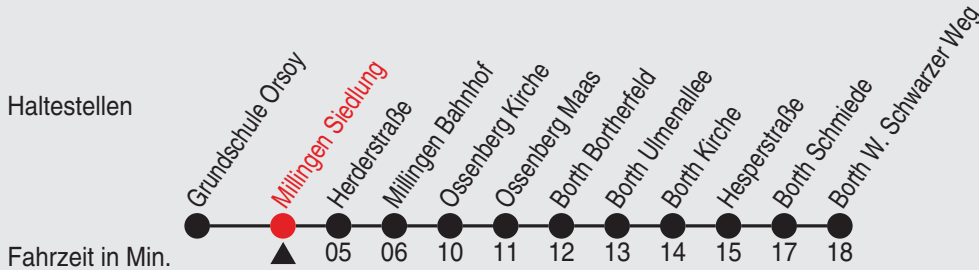 Haltestellen
Grundschule Orsoy
Millingen Siedlung
Herderstraße
Millingen Bahnhof
Ossenberg Kirche
Ossenberg Maas
Borth Bortherfeld
Borth Ulmenallee
Borth Kirche
Hesperstraße
Borth Schmiede
Borth W. Schwarzer Weg
Fahrzeit in Min. 05 06 10 11 12 13 14 15 17 18